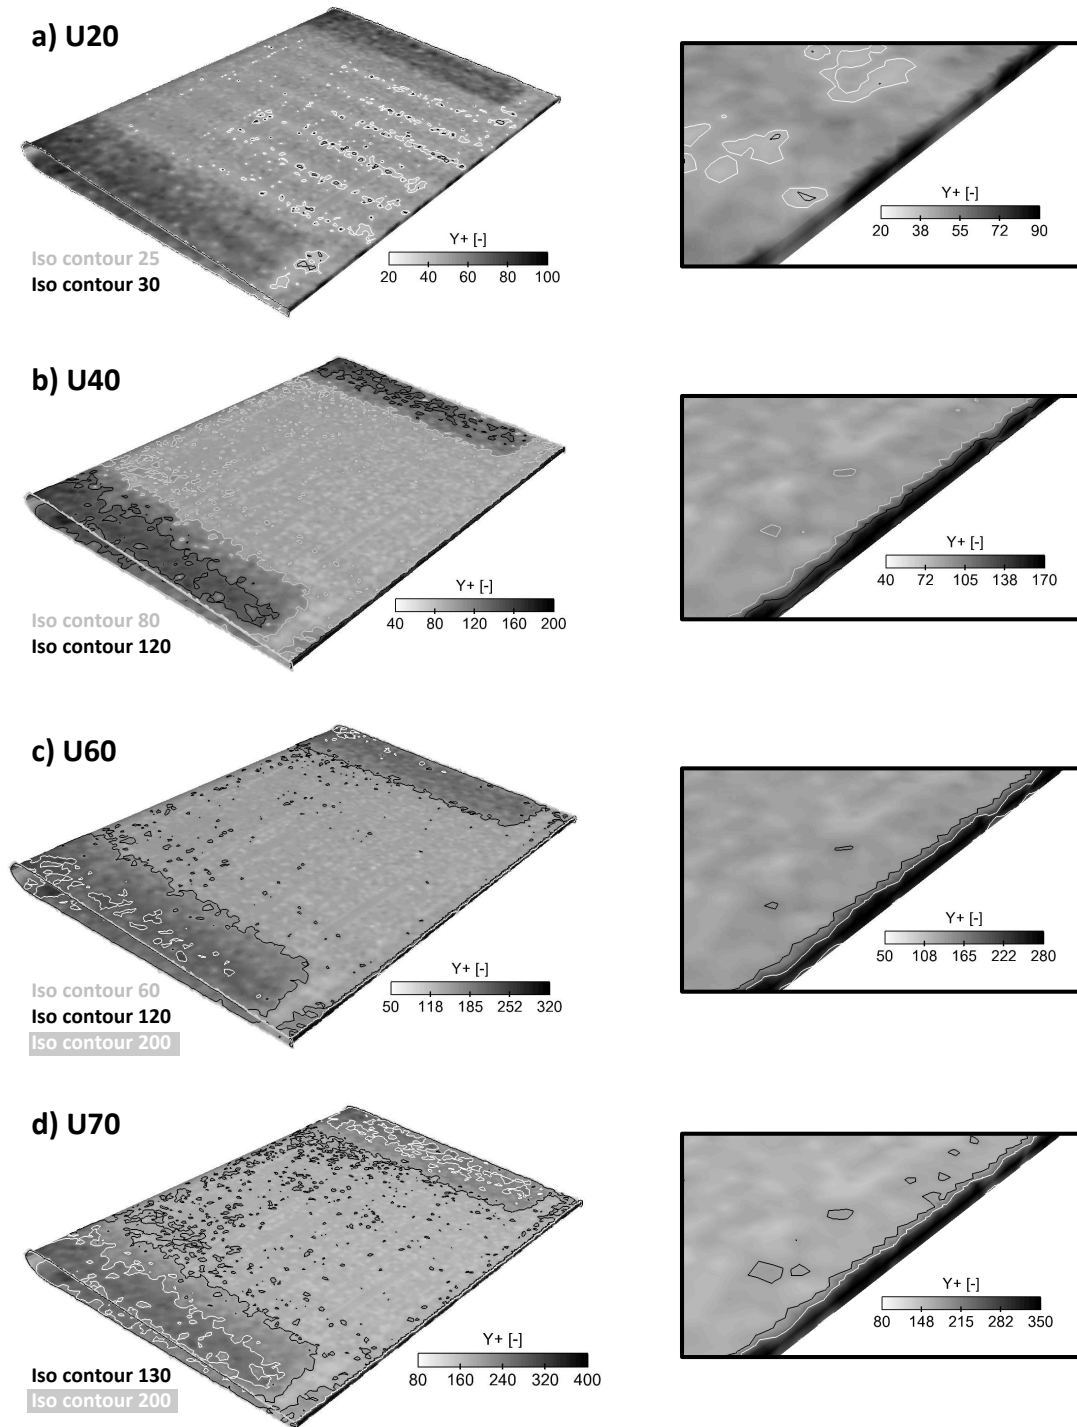 a) U20
Iso contour 25
Iso contour 30
Y+ [-]
20 40 60 80 100
Y+ [-]
20 38 55 72 90
b) U40
Iso contour 80
Iso contour 120
Y+ [-]
40 80 120 160 200
Y+ [-]
40 72 105 138 170
c) U60
Iso contour 60
Iso contour 120
Iso contour 200
Y+ [-]
50 118 185 252 320
Y+ [-]
50 108 165 222 280
d) U70
Iso contour 130
Iso contour 200
Y+ [-]
80 160 240 320 400
Y+ [-]
80 148 215 282 350